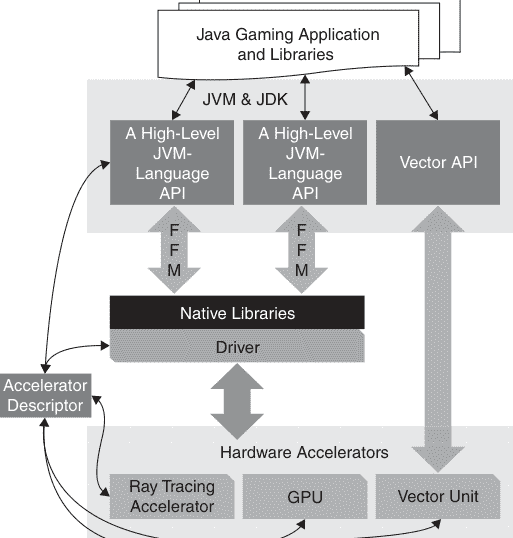 Java Gaming Application
and Libraries
JVM & JDK
A High-Level
JVM-
Language
API
A High-Level
JVM-
Language
API
Vector API
F
F
M
F
F
M
Native Libraries
Driver
Accelerator
Descriptor
Hardware Accelerators
Ray Tracing
Accelerator
GPU
Vector Unit